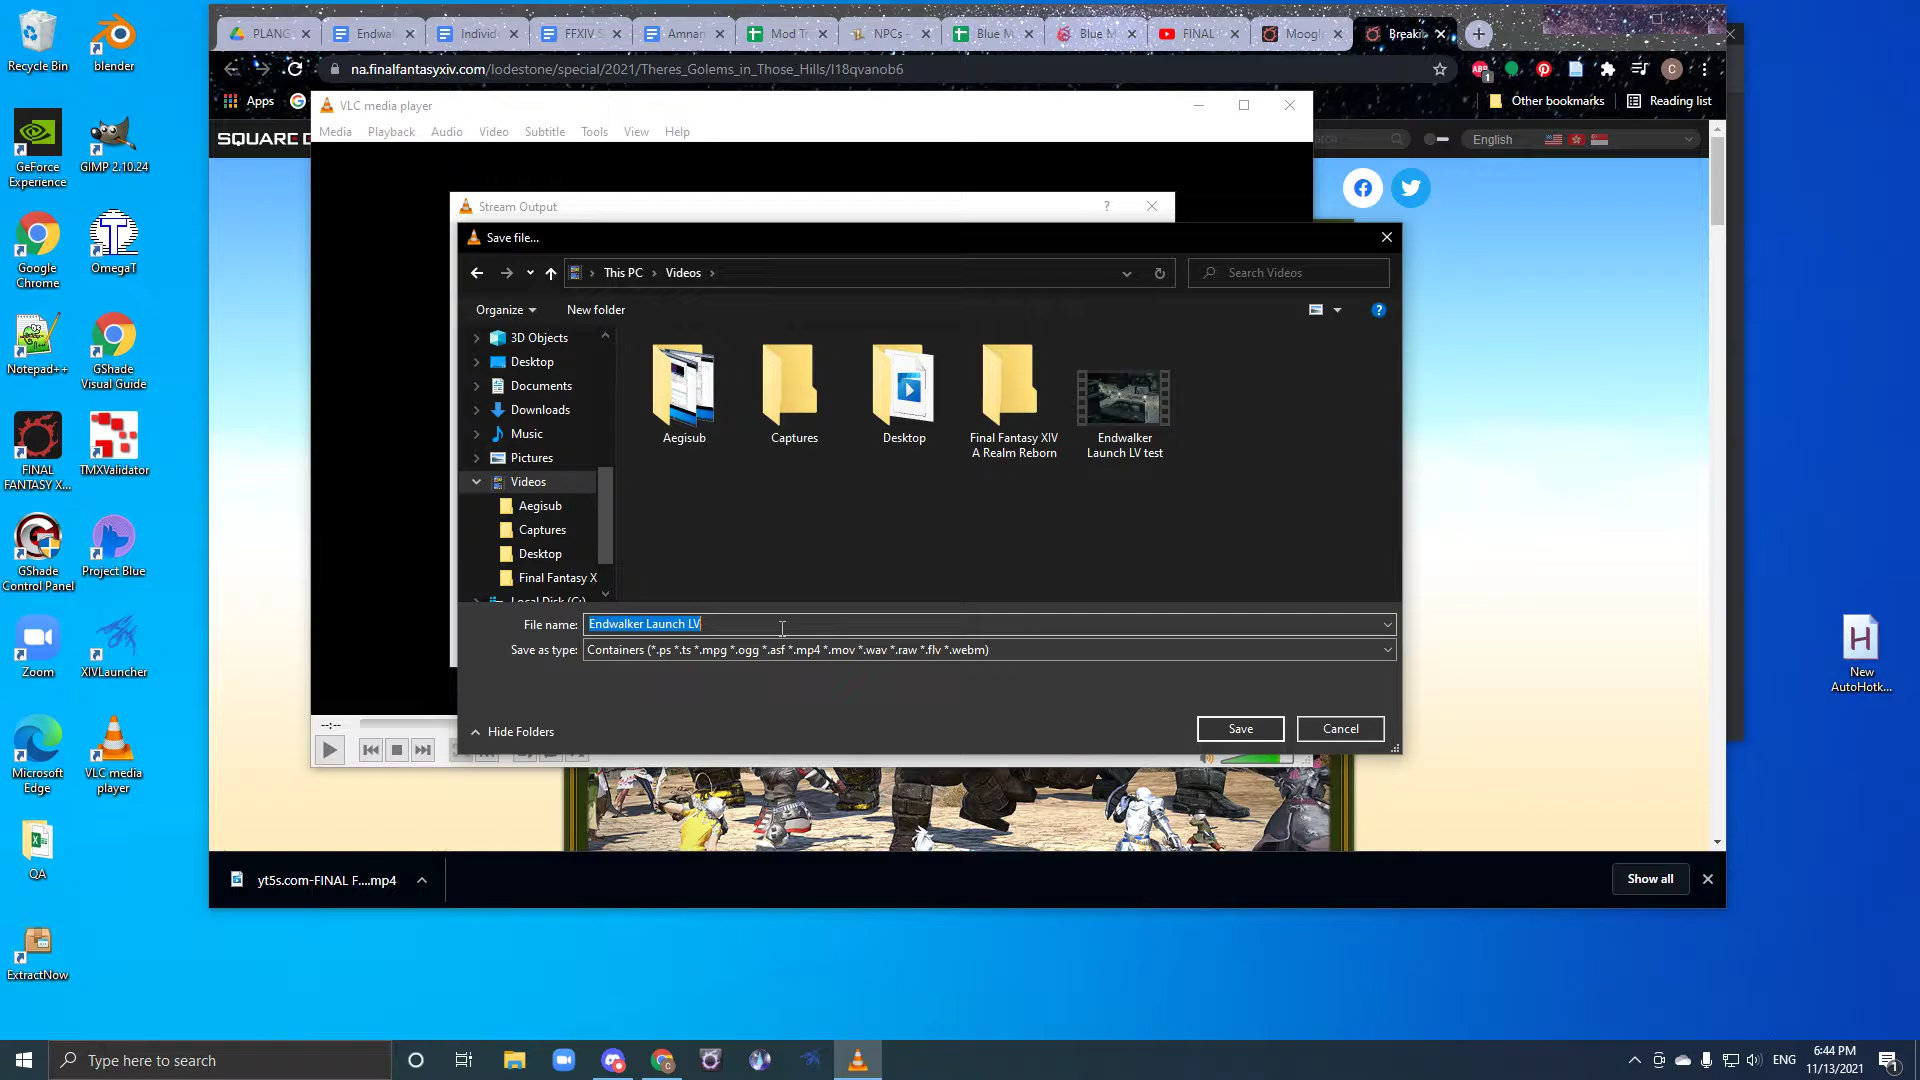 Recycle Bin
blender
GeForce
Experience
GIMP 2.10.24
Google
Chrome
OmegaT
Notepad++
GShade
Visual Guide
FINAL
FANTASY X...
TMXValidator
GShade
Control Panel
Project Blue
Zoom
XIVLauncher
Microsoft
Edge
VLC media
player
QA
ExtractNow
New
AutoHotk...
PLANG
Endwa
Individ
FFXIV S
Amnan
Mod T
NPCs
Blue M
Blue M
FINAL
Moogl
Breaki
na.finalfantasyxiv.com/lodestone/special/2021/Theres_Golems_in_Those_Hills/l18qvanob6
ABP
1
C
Apps
Other bookmarks
Reading list
SQUARE
English
VLC media player
Media Playback Audio Video Subtitle Tools View Help
Stream Output
?
Save file...
This PC > Videos >
Search Videos
Organize
New folder
?
3D Objects
Desktop
Documents
Downloads
Music
Pictures
Videos
Aegisub
Captures
Desktop
Final Fantasy X
Local Disk (C:)
Aegisub
Captures
Desktop
Final Fantasy XIV
A Realm Reborn
Endwalker
Launch LV test
File name: Endwalker Launch LV
Save as type: Containers (*.ps *.ts *.mpg *.ogg *.asf *.mp4 *.mov *.wav *.raw *.flv *.webm)
Hide Folders
Save
Cancel
--:--
yt5s.com-FINAL F....mp4
Show all
Type here to search
ENG
6:44 PM
11/13/2021
1